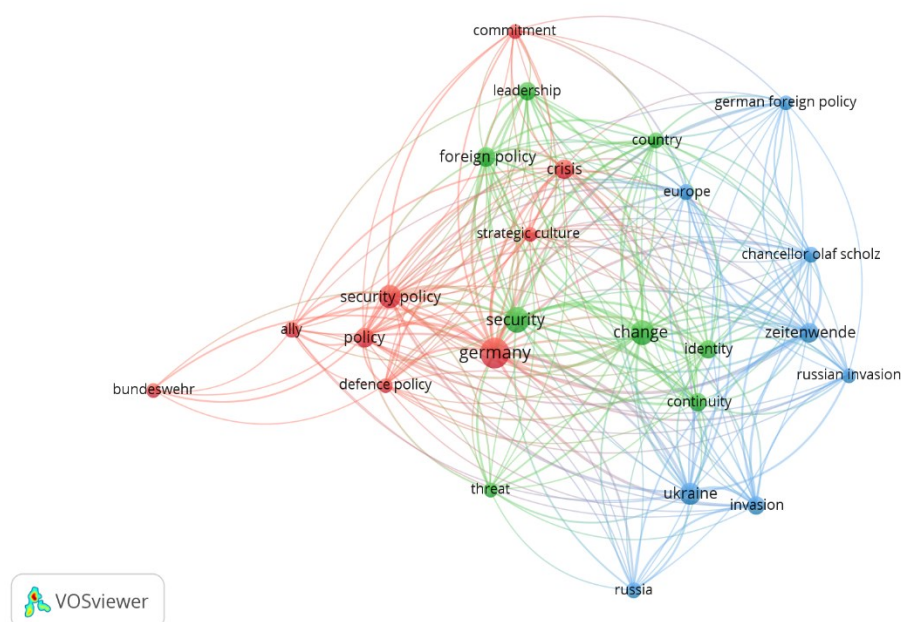 commitment
leadership
german foreign policy
country
foreign policy
crisis
europe
strategic culture
chancellor olaf scholz
security policy
security
ally
policy
change
zeitenwende
germany
identity
russian invasion
bundeswehr
defence policy
continuity
threat
ukraine
invasion
russia
VOSviewer